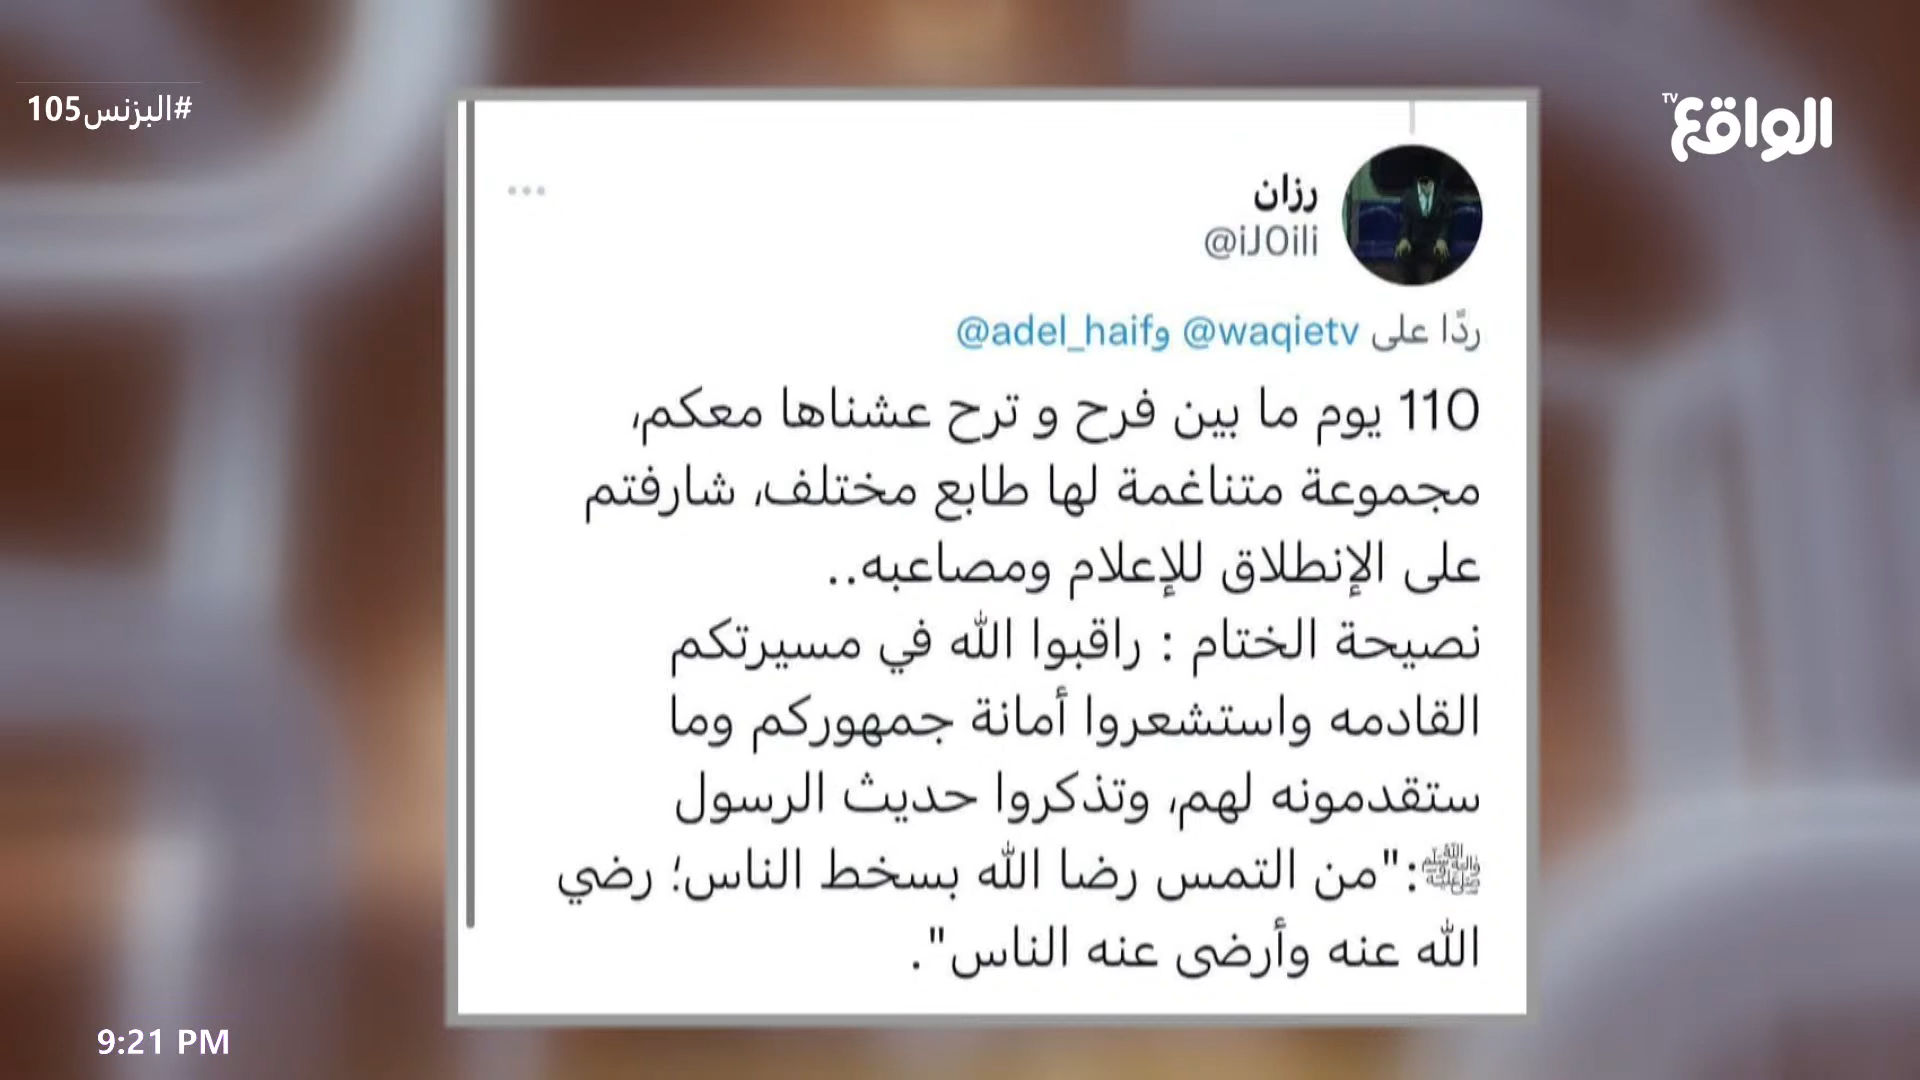 #البزنس105
الواقع TV
رزان
@iJOili
ردًا على @waqietv و@adel_haif
110 يوم ما بين فرح و ترح عشناها معكم،
مجموعة متناغمة لها طابع مختلف، شارفتم
على الإنطلاق للإعلام ومصاعبه..
نصيحة الختام : راقبوا الله في مسيرتكم
القادمه واستشعروا أمانة جمهوركم وما
ستقدمونه لهم، وتذكروا حديث الرسول
ﷺ:"من التمس رضا الله بسخط الناس؛ رضي
الله عنه وأرضى عنه الناس".
9:21 PM